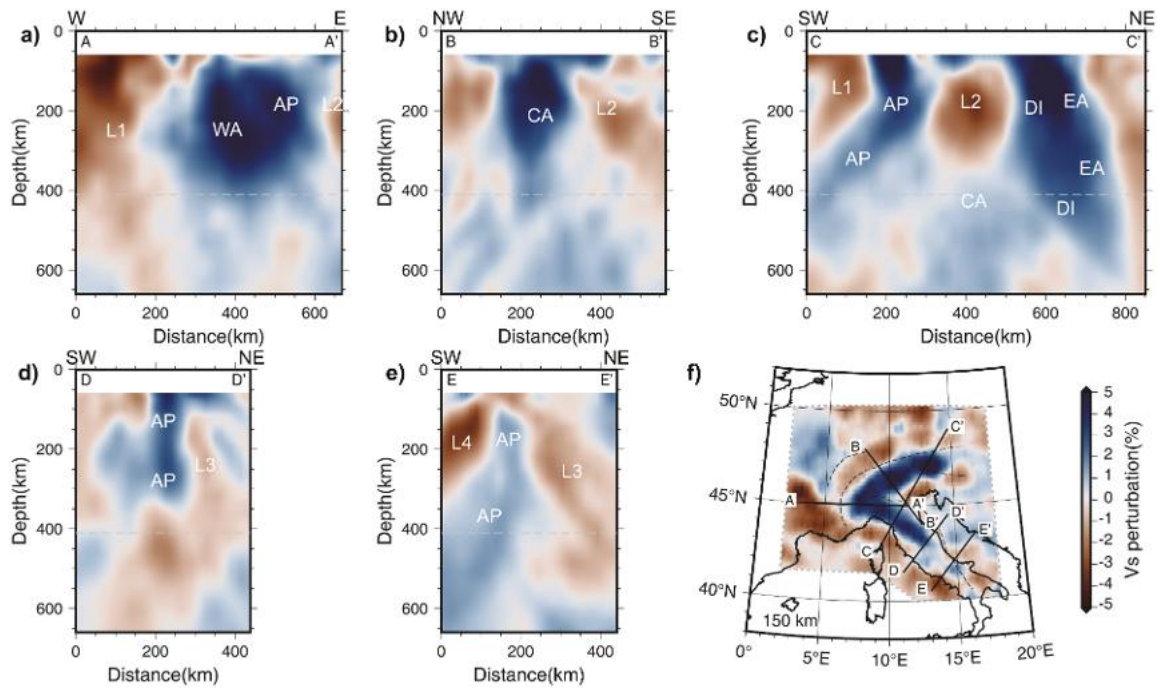 W E
a) A A'
0
200
400
600
Depth(km)
L1 WA AP L2
0 200 400 600
Distance(km)
NW SE
b) B B'
0
200
400
600
Depth(km)
CA L2
0 200 400
Distance(km)
SW NE
c) C C'
0
200
400
600
Depth(km)
L1 AP L2 DI EA
AP EA
CA DI
0 200 400 600 800
Distance(km)
SW NE
d) D D'
0
200
400
600
Depth(km)
AP
L3
AP
0 200 400
Distance(km)
SW NE
e) E E'
0
200
400
600
Depth(km)
L4 AP L3
AP
0 200 400
Distance(km)
f)
50°N
45°N
40°N
B C'
A A'
B' D'
C E'
D
E
150 km
0° 5°E 10°E 15°E 20°E
5
4
3
2
1
0
-1
-2
-3
-4
-5
Vs perturbation(%)